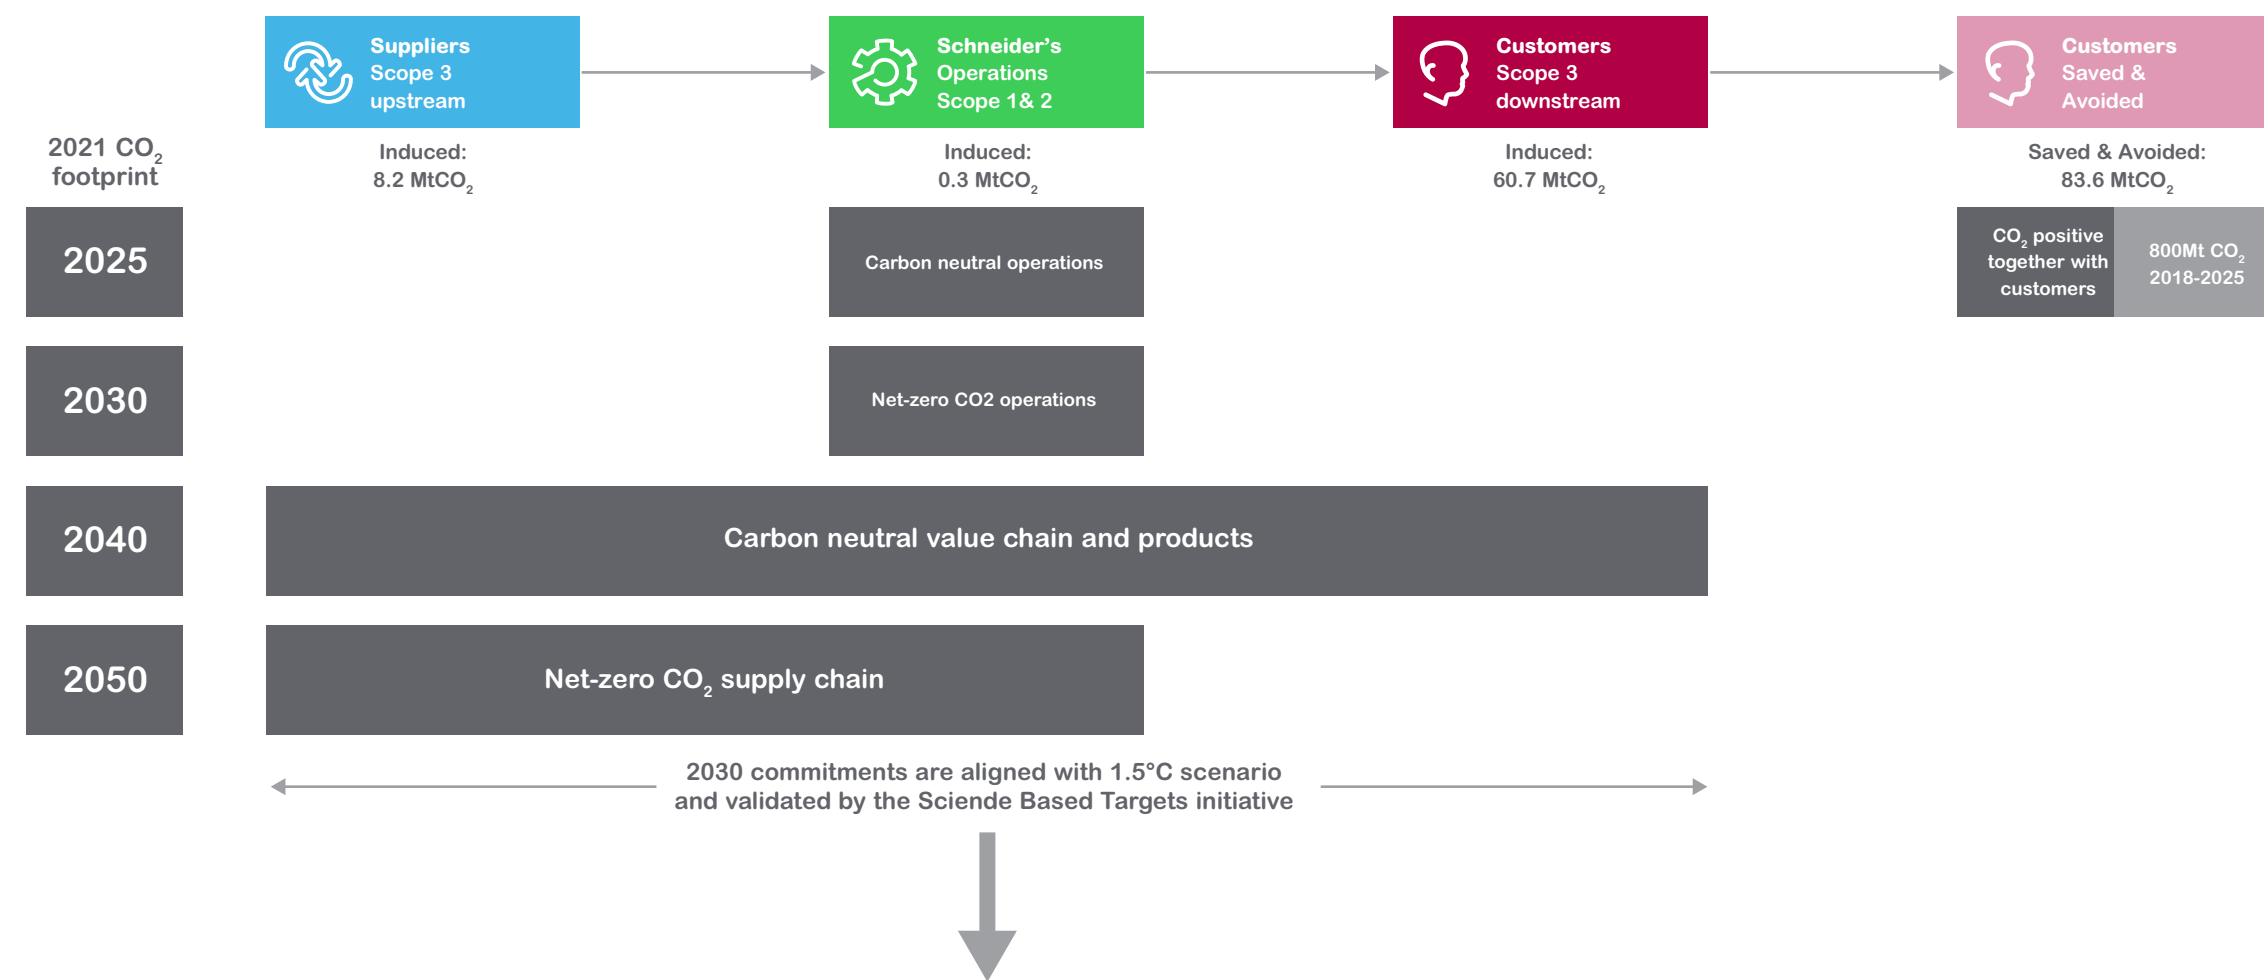 Suppliers
Scope 3
upstream
Schneider's
Operations
Scope 1& 2
Customers
Scope 3
downstream
Customers
Saved &
Avoided
2021 CO₂
footprint
Induced:
8.2 MtCO₂
Induced:
0.3 MtCO₂
Induced:
60.7 MtCO₂
Saved & Avoided:
83.6 MtCO₂
2025
Carbon neutral operations
CO₂ positive
together with
customers
800Mt CO₂
2018-2025
2030
Net-zero CO2 operations
2040
Carbon neutral value chain and products
2050
Net-zero CO₂ supply chain
2030 commitments are aligned with 1.5°C scenario
and validated by the Sciende Based Targets initiative